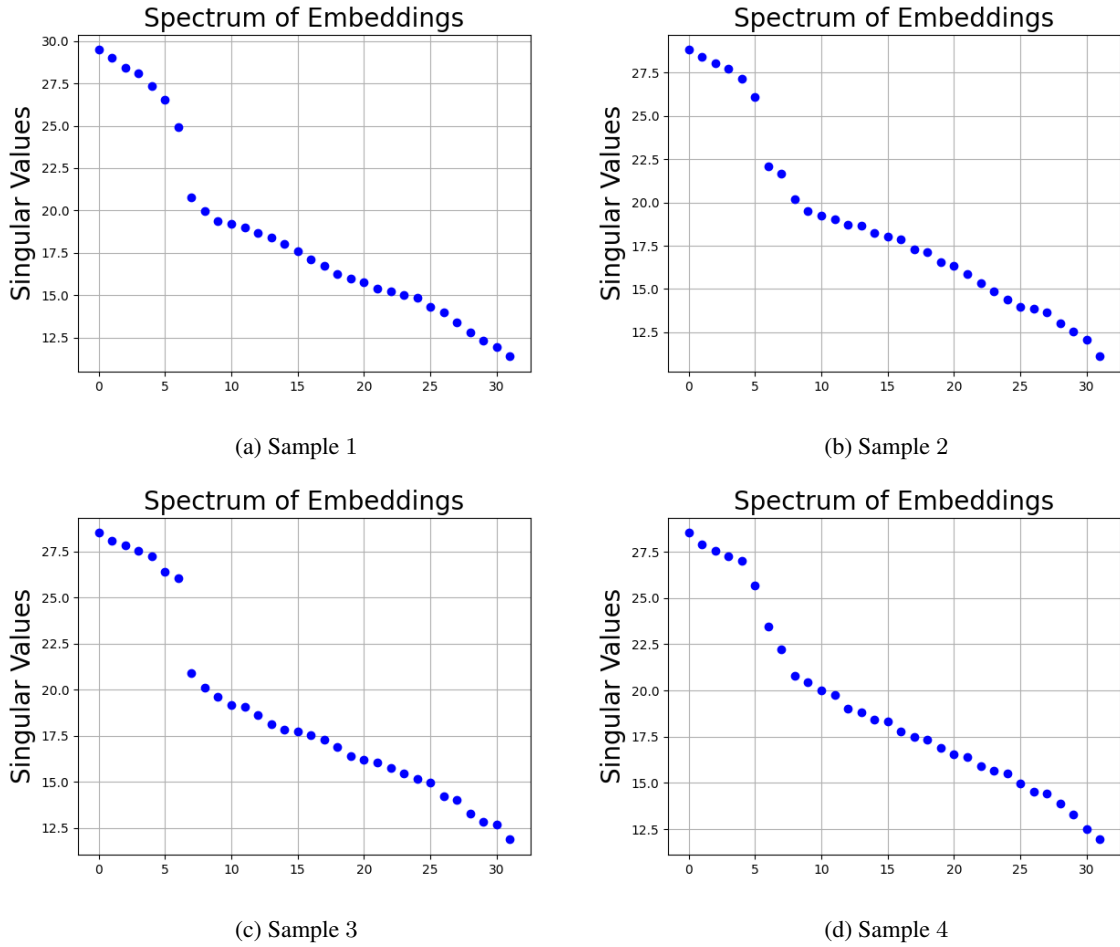 Spectrum of Embeddings
Singular Values
30.0
27.5
25.0
22.5
20.0
17.5
15.0
12.5
0 5 10 15 20 25 30
(a) Sample 1
Spectrum of Embeddings
Singular Values
27.5
25.0
22.5
20.0
17.5
15.0
12.5
0 5 10 15 20 25 30
(b) Sample 2
Spectrum of Embeddings
Singular Values
27.5
25.0
22.5
20.0
17.5
15.0
12.5
0 5 10 15 20 25 30
(c) Sample 3
Spectrum of Embeddings
Singular Values
27.5
25.0
22.5
20.0
17.5
15.0
12.5
0 5 10 15 20 25 30
(d) Sample 4